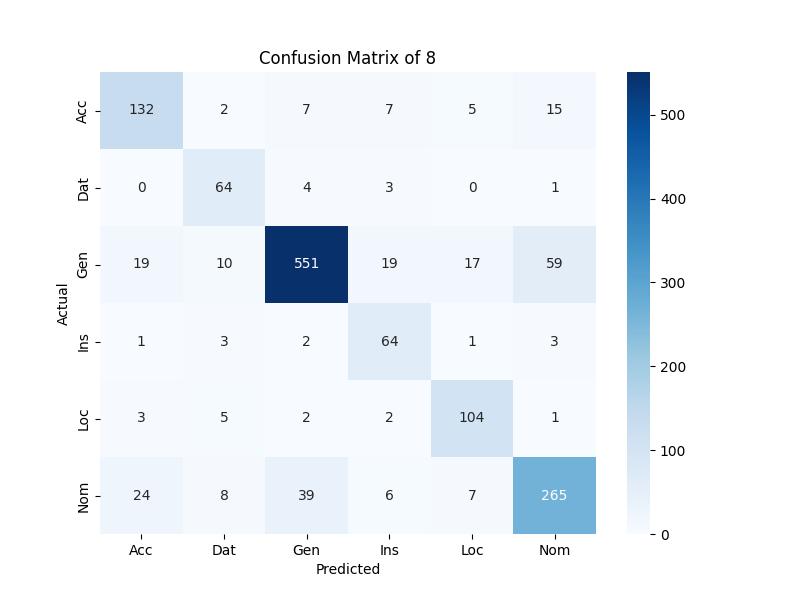 Confusion Matrix of 8
Acc 132 2 7 7 5 15
Dat 0 64 4 3 0 1
Gen 19 10 551 19 17 59
Ins 1 3 2 64 1 3
Loc 3 5 2 2 104 1
Nom 24 8 39 6 7 265
Acc Dat Gen Ins Loc Nom
Predicted
Actual
500
400
300
200
100
0